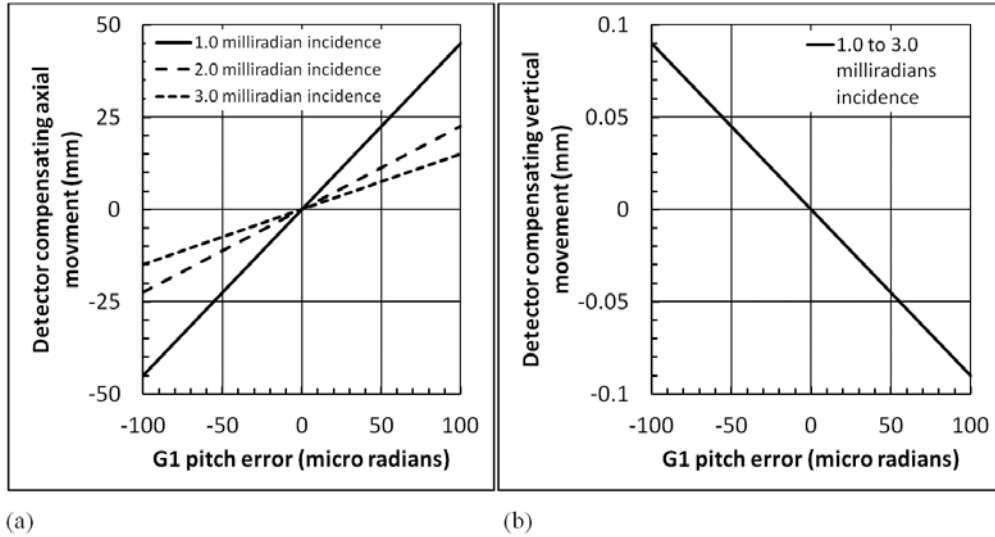 Detector compensating axial
movment (mm)
50
25
0
-25
-50
1.0 milliradian incidence
2.0 milliradian incidence
3.0 milliradian incidence
-100 -50 0 50 100
G1 pitch error (micro radians)
(a)
Detector compensating vertical
movement (mm)
0.1
0.05
0
-0.05
-0.1
1.0 to 3.0
milliradians
incidence
-100 -50 0 50 100
G1 pitch error (micro radians)
(b)